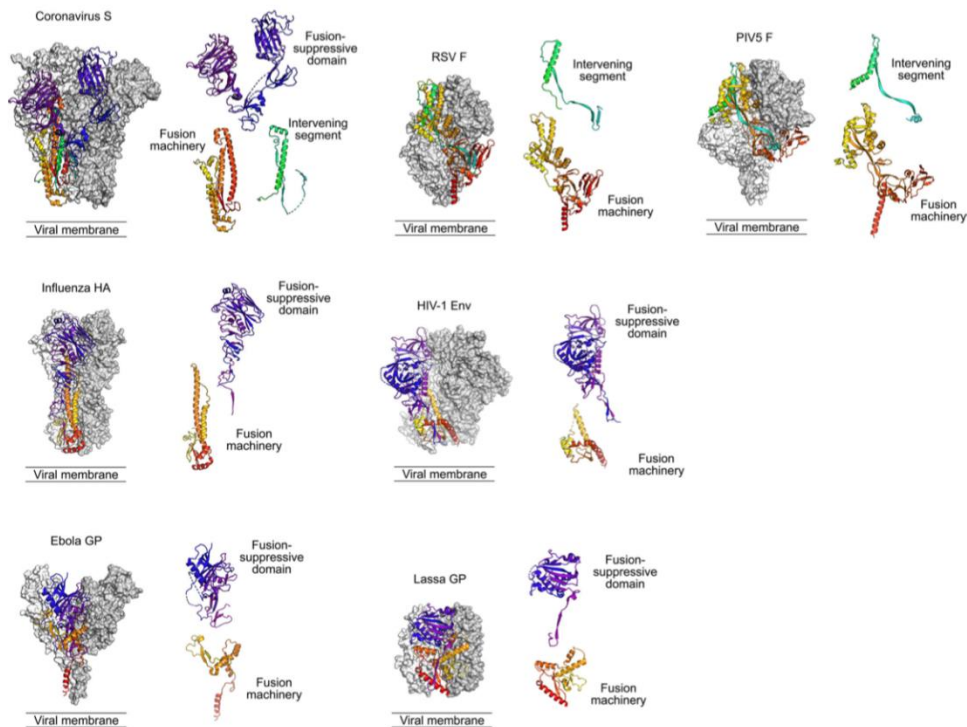 Coronavirus S
Fusion-
suppressive
domain
Fusion
machinery
Intervening
segment
Viral membrane
RSV F
Intervening
segment
Fusion
machinery
Viral membrane
PIV5 F
Intervening
segment
Fusion
machinery
Viral membrane
Influenza HA
Fusion-
suppressive
domain
Fusion
machinery
Viral membrane
HIV-1 Env
Fusion-
suppressive
domain
Fusion
machinery
Viral membrane
Ebola GP
Fusion-
suppressive
domain
Fusion
machinery
Viral membrane
Lassa GP
Fusion-
suppressive
domain
Fusion
machinery
Viral membrane